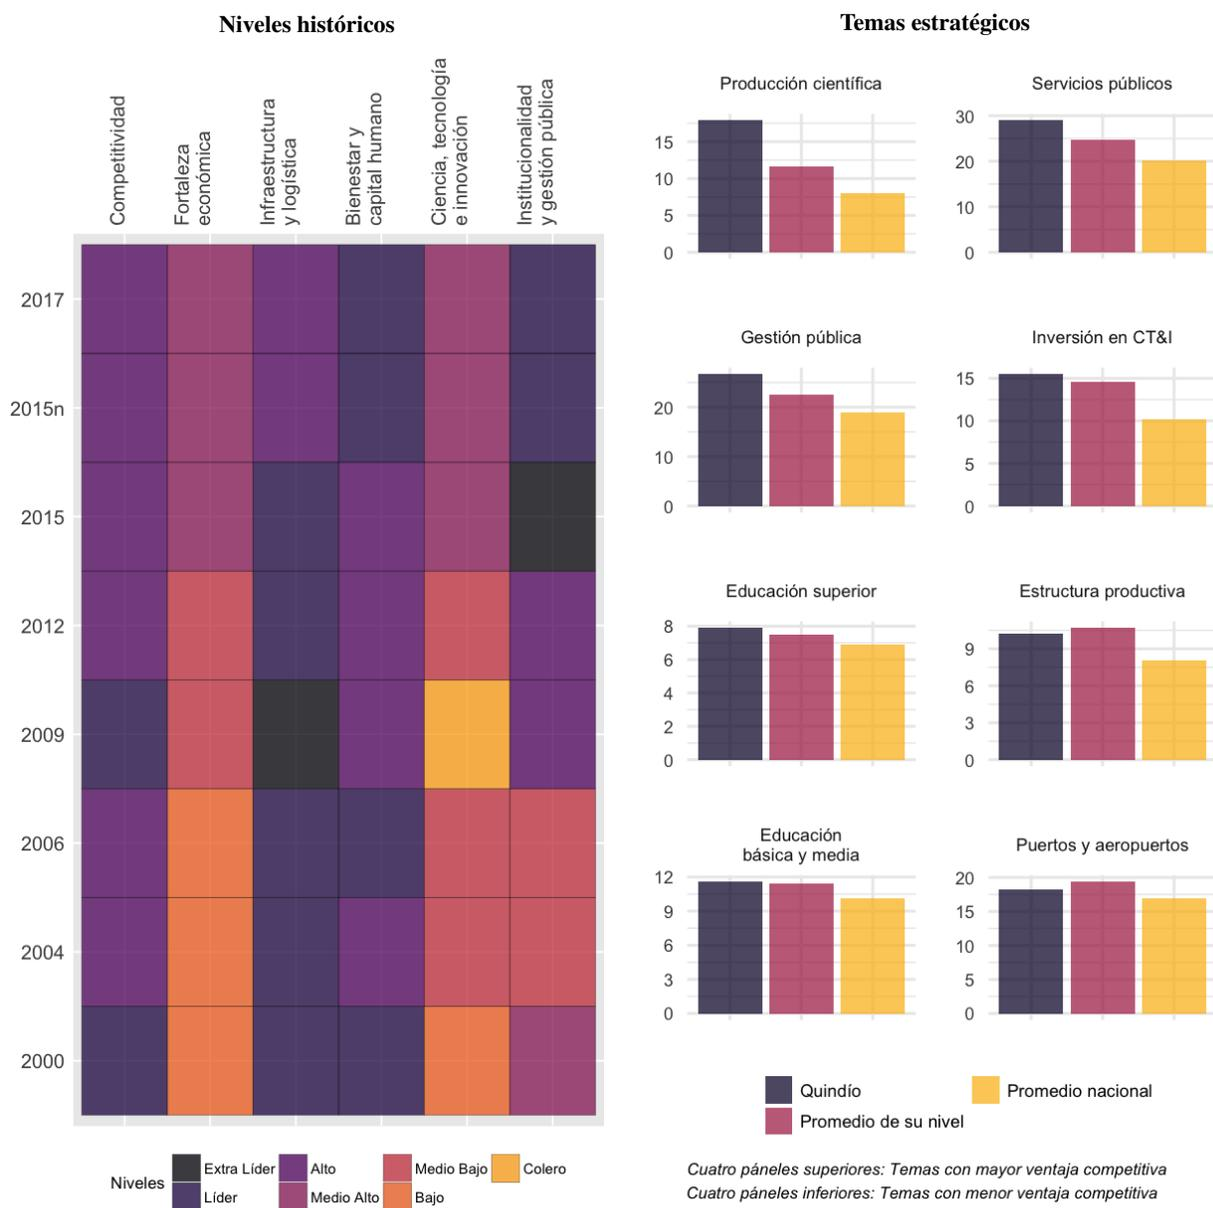 Niveles históricos
Competitividad
Fortaleza
económica
Infraestructura
y logística
Bienestar y
capital humano
Ciencia, tecnología
e innovación
Institucionalidad
y gestión pública
2017
2015n
2015
2012
2009
2006
2004
2000
Niveles
Extra Líder
Líder
Alto
Medio Alto
Medio Bajo
Bajo
Colero
Temas estratégicos
Producción científica
15
10
5
0
Servicios públicos
30
20
10
0
Gestión pública
20
10
0
Inversión en CT&I
15
10
5
0
Educación superior
8
6
4
2
0
Estructura productiva
9
6
3
0
Educación
básica y media
12
9
6
3
0
Puertos y aeropuertos
20
15
10
5
0
Quindío
Promedio de su nivel
Promedio nacional
Cuatro páneles superiores: Temas con mayor ventaja competitiva
Cuatro páneles inferiores: Temas con menor ventaja competitiva